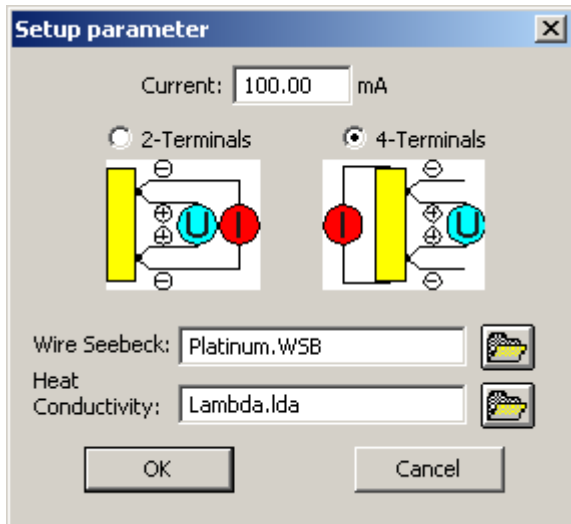 Setup parameter
Current: 100.00 mA
2-Terminals 4-Terminals
⊖ ⊖
⊕ ⊕
U I I U
⊕ ⊕
⊖ ⊖
Wire Seebeck: Platinum.WSB
Heat
Conductivity: Lambda.lda
OK Cancel